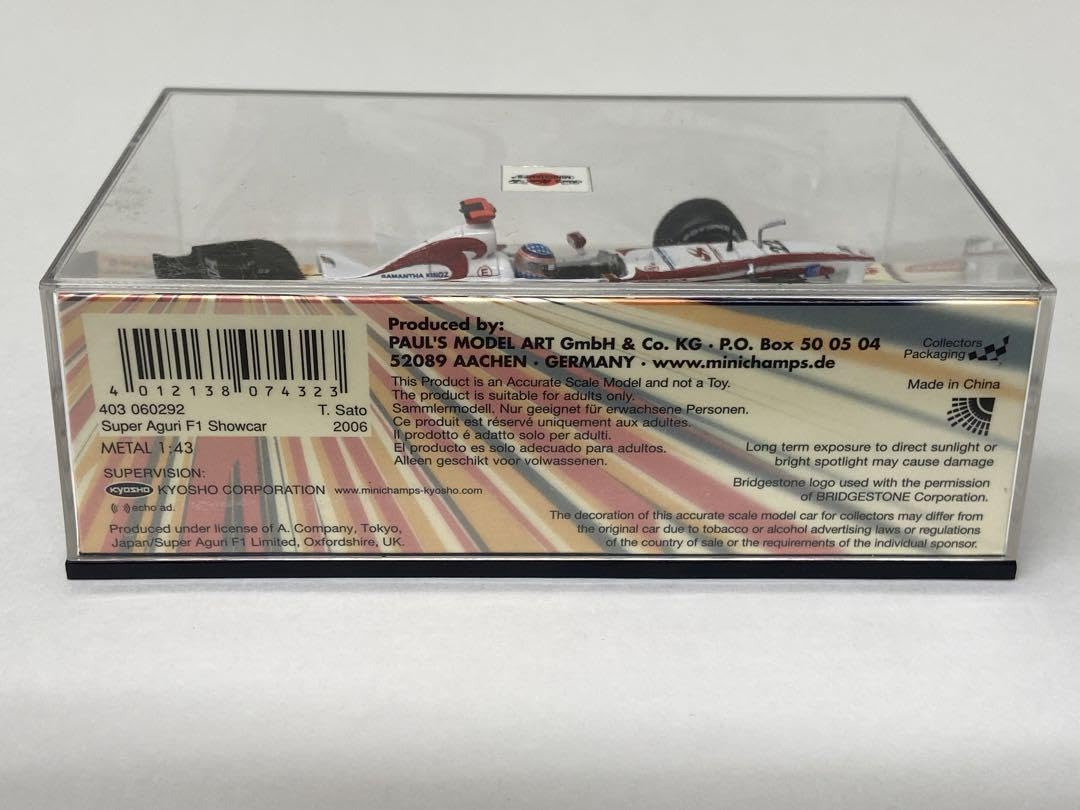 SAMANTHA KINGZ
E
4 012138 074323
403 060292 T. Sato
Super Aguri F1 Showcar 2006
METAL 1:43
SUPERVISION:
KYOSHO KYOSHO CORPORATION www.minichamps-kyosho.com
echo ad.
Produced under license of A. Company, Tokyo,
Japan/Super Aguri F1 Limited, Oxfordshire, UK.
Produced by:
PAUL'S MODEL ART GmbH & Co. KG · P.O. Box 50 05 04
52089 AACHEN · GERMANY · www.minichamps.de
This Product is an Accurate Scale Model and not a Toy.
The product is suitable for adults only.
Sammlermodell. Nur geeignet für erwachsene Personen.
Ce produit est réservé uniquement aux adultes.
Il prodotto é adatto solo per adulti.
El producto es solo adecuado para adultos.
Alleen geschikt voor volwassenen.
Collectors
Packaging
Made in China
Long term exposure to direct sunlight or
bright spotlight may cause damage
Bridgestone logo used with the permission
of BRIDGESTONE Corporation.
The decoration of this accurate scale model car for collectors may differ from
the original car due to tobacco or alcohol advertising laws or regulations
of the country of sale or the requirements of the individual sponsor.